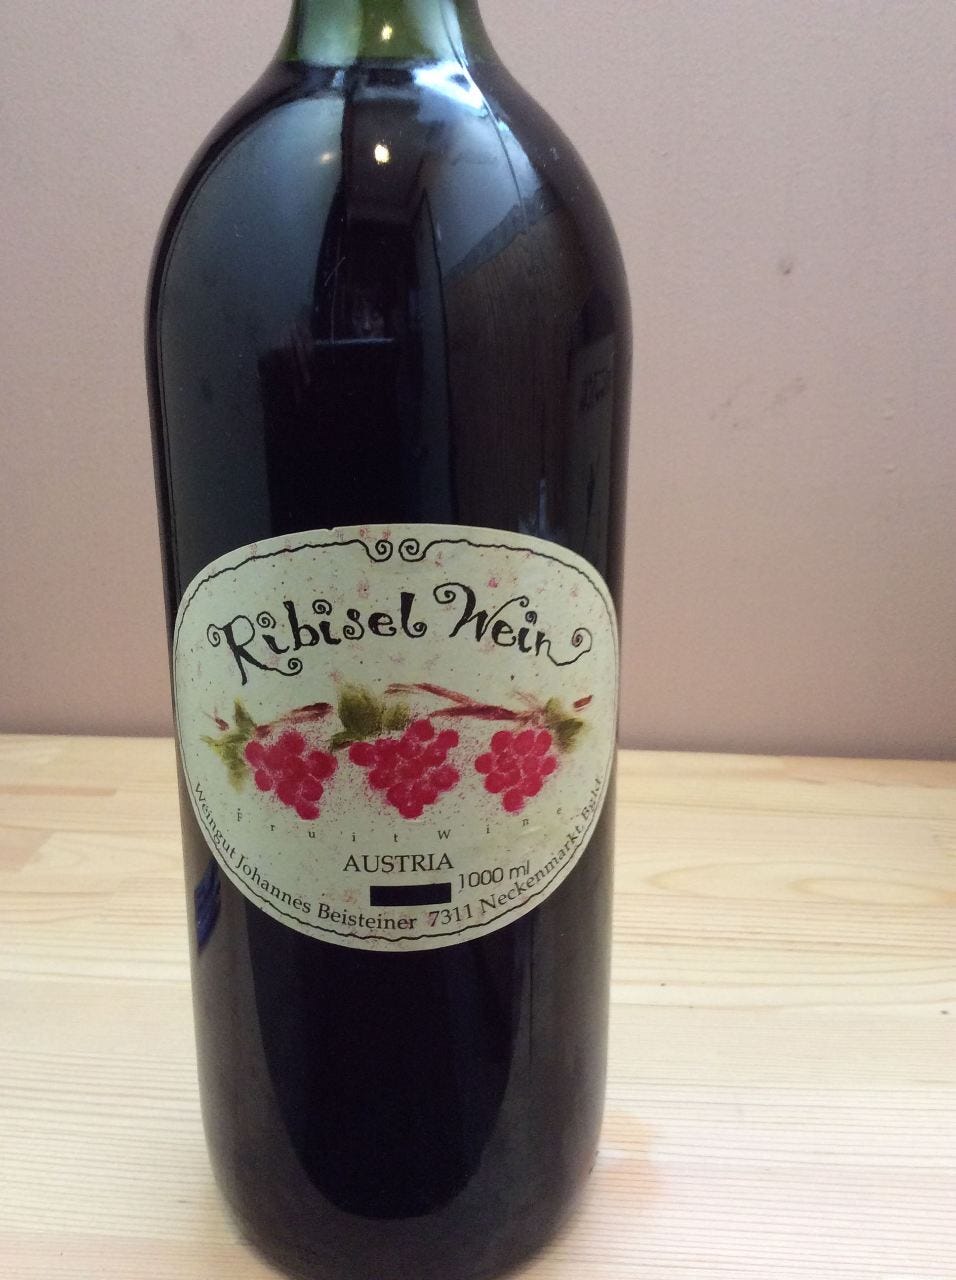 Ribisel Wein
Fruit Wine
AUSTRIA
1000 ml
Weingut Johannes Beisteiner 7311 Neckenmarkt Bgld